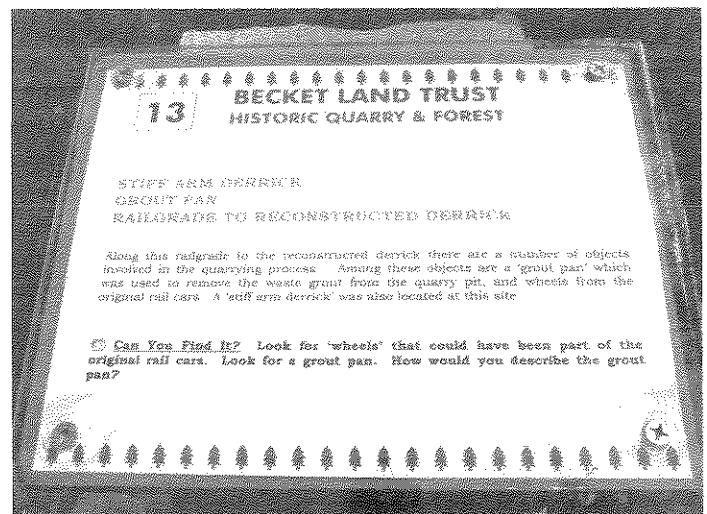 13
BECKET LAND TRUST
HISTORIC QUARRY & FOREST
STIFF ARM DERRICK
GROUT PAN
RAILGRADE TO RECONSTRUCTED DERRICK
Along this railgrade to the reconstructed derrick there are a number of objects
involved in the quarrying process Among these objects are a 'grout pan' which
was used to remove the waste grout from the quarry pit, and wheels from the
original rail cars A 'stiff arm derrick' was also located at this site
Can You Find It? Look for 'wheels' that could have been part of the
original rail cars. Look for a grout pan. How would you describe the grout
pan?